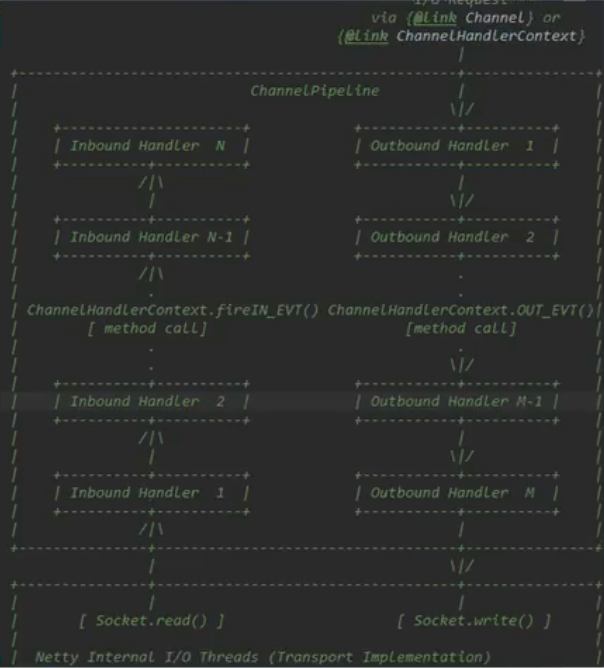 I/O Request
via {@link Channel} or
{@link ChannelHandlerContext}
ChannelPipeline
Inbound Handler N
Outbound Handler 1
Inbound Handler N-1
Outbound Handler 2
ChannelHandlerContext.fireIN_EVT() ChannelHandlerContext.OUT_EVT()
[ method call] [method call]
Inbound Handler 2
Outbound Handler M-1
Inbound Handler 1
Outbound Handler M
[ Socket.read() ] [ Socket.write() ]
Netty Internal I/O Threads (Transport Implementation)